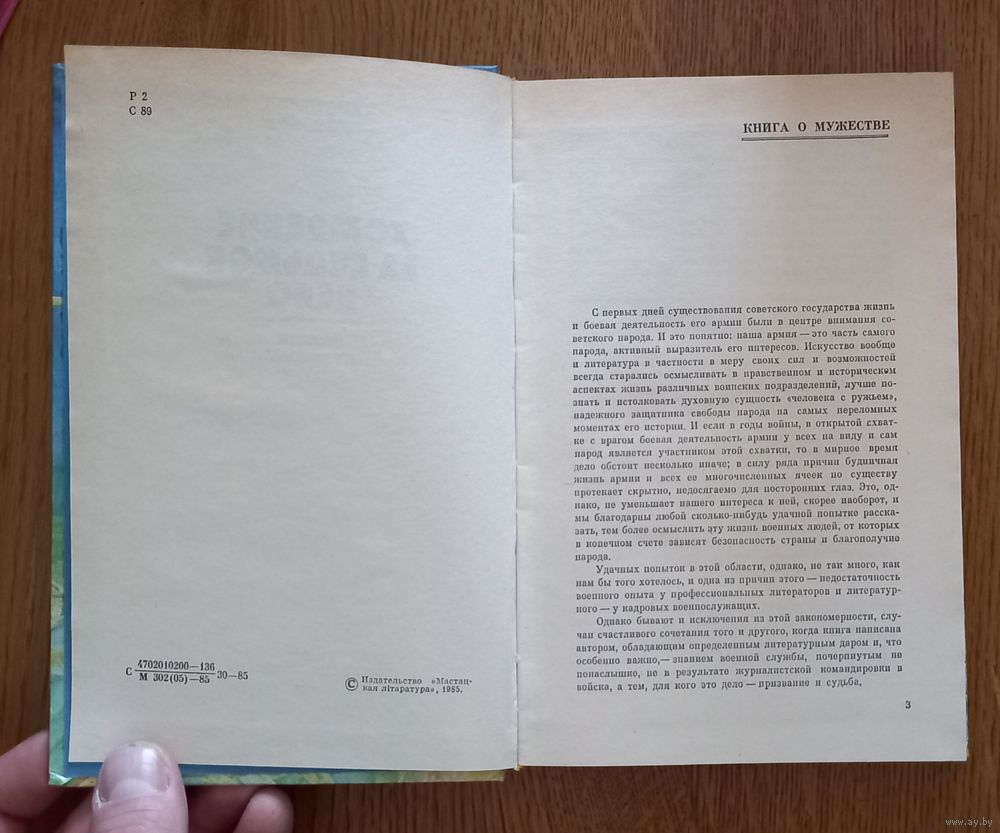 Р 2
С 89
С 4702010200—136
М 302(05)—85 30—85
© Издательство «Мастац-
кая літаратура», 1985.
КНИГА О МУЖЕСТВЕ
С первых дней существования советского государства жизнь
и боевая деятельность его армии были в центре внимания со-
ветского народа. И это понятно: наша армия — это часть самого
народа, активный выразитель его интересов. Искусство вообще
и литература в частности в меру своих сил и возможностей
всегда старались осмысливать в нравственном и историческом
аспектах жизнь различных воинских подразделений, лучше по-
знать и истолковать духовную сущность «человека с ружьем»,
надежного защитника свободы народа на самых переломных
моментах его истории. И если в годы войны, в открытой схват-
ке с врагом боевая деятельность армии у всех на виду и сам
народ является участником этой схватки, то в мирное время
дело обстоит несколько иначе; в силу ряда причин будничная
жизнь армии и всех ее многочисленных ячеек по существу
протекает скрытно, недосягаемо для посторонних глаз. Это, од-
нако, не уменьшает нашего интереса к ней, скорее наоборот, и
мы благодарны любой сколько-нибудь удачной попытке расска-
зать, тем более осмыслить эту жизнь военных людей, от которых
в конечном счете зависят безопасность страны и благополучие
народа.
Удачных попыток в этой области, однако, не так много, как
нам бы того хотелось, и одна из причин этого — недостаточность
военного опыта у профессиональных литераторов и литератур-
ного — у кадровых военнослужащих.
Однако бывают и исключения из этой закономерности, слу-
чаи счастливого сочетания того и другого, когда книга написана
автором, обладающим определенным литературным даром и, что
особенно важно,— знанием военной службы, почерпнутым не
понаслышке, не в результате журналистской командировки в
войска, а тем, для кого это дело — призвание и судьба.
3
www.ay.by